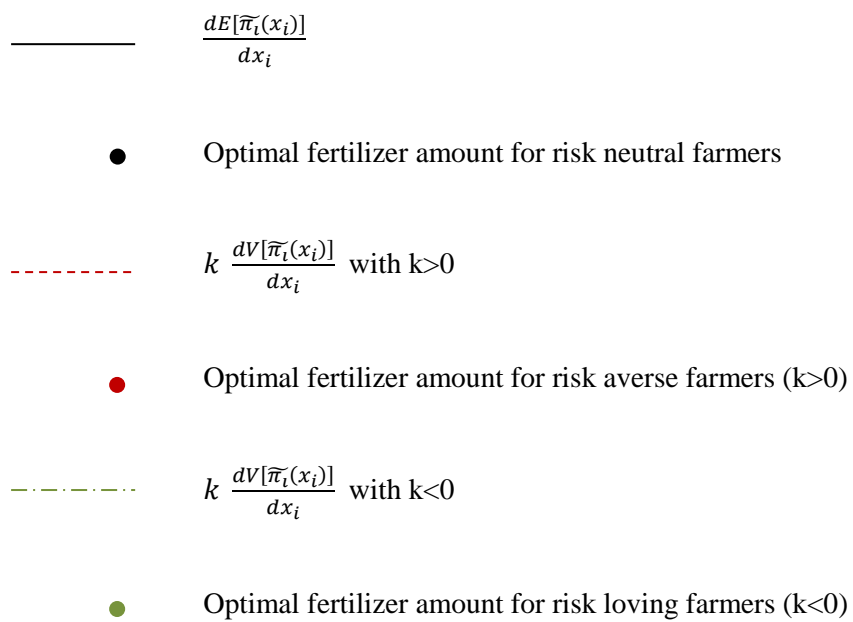 dE[π̃ᵢ(xᵢ)]
dxᵢ
Optimal fertilizer amount for risk neutral farmers
k dV[π̃ᵢ(xᵢ)]/dxᵢ with k>0
Optimal fertilizer amount for risk averse farmers (k>0)
k dV[π̃ᵢ(xᵢ)]/dxᵢ with k<0
Optimal fertilizer amount for risk loving farmers (k<0)